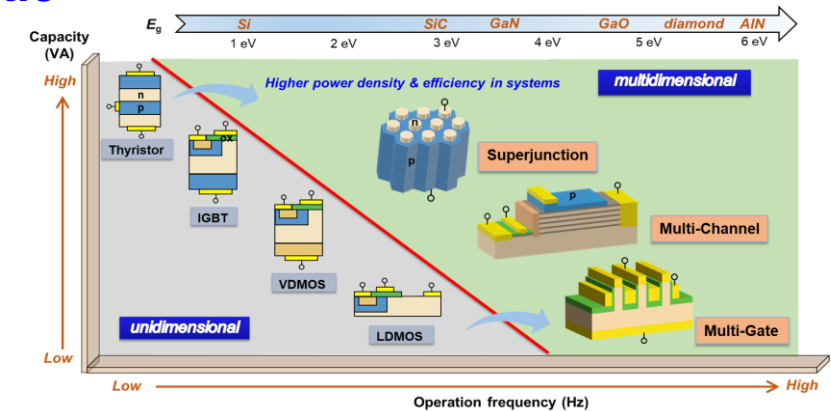 Eg Si SiC GaN GaO diamond AlN
1 eV 2 eV 3 eV 4 eV 5 eV 6 eV
Capacity
(VA)
High
Higher power density & efficiency in systems
multidimensional
n
p
Thyristor
ox
IGBT
n
p
Superjunction
VDMOS
p
Multi-Channel
unidimensional
LDMOS
Multi-Gate
Low
Low High
Operation frequency (Hz)